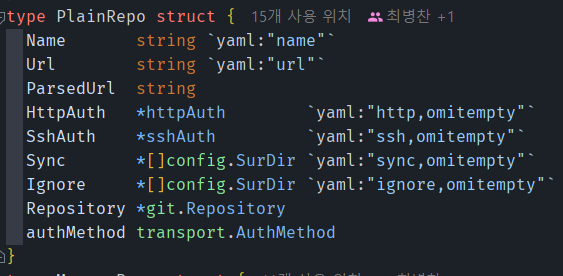 type PlainRepo struct { 15개 사용 위치 최병찬 +1
Name string `yaml:"name"`
Url string `yaml:"url"`
ParsedUrl string
HttpAuth *httpAuth `yaml:"http,omitempty"`
SshAuth *sshAuth `yaml:"ssh,omitempty"`
Sync *[]config.SurDir `yaml:"sync,omitempty"`
Ignore *[]config.SurDir `yaml:"ignore,omitempty"`
Repository *git.Repository
authMethod transport.AuthMethod
}